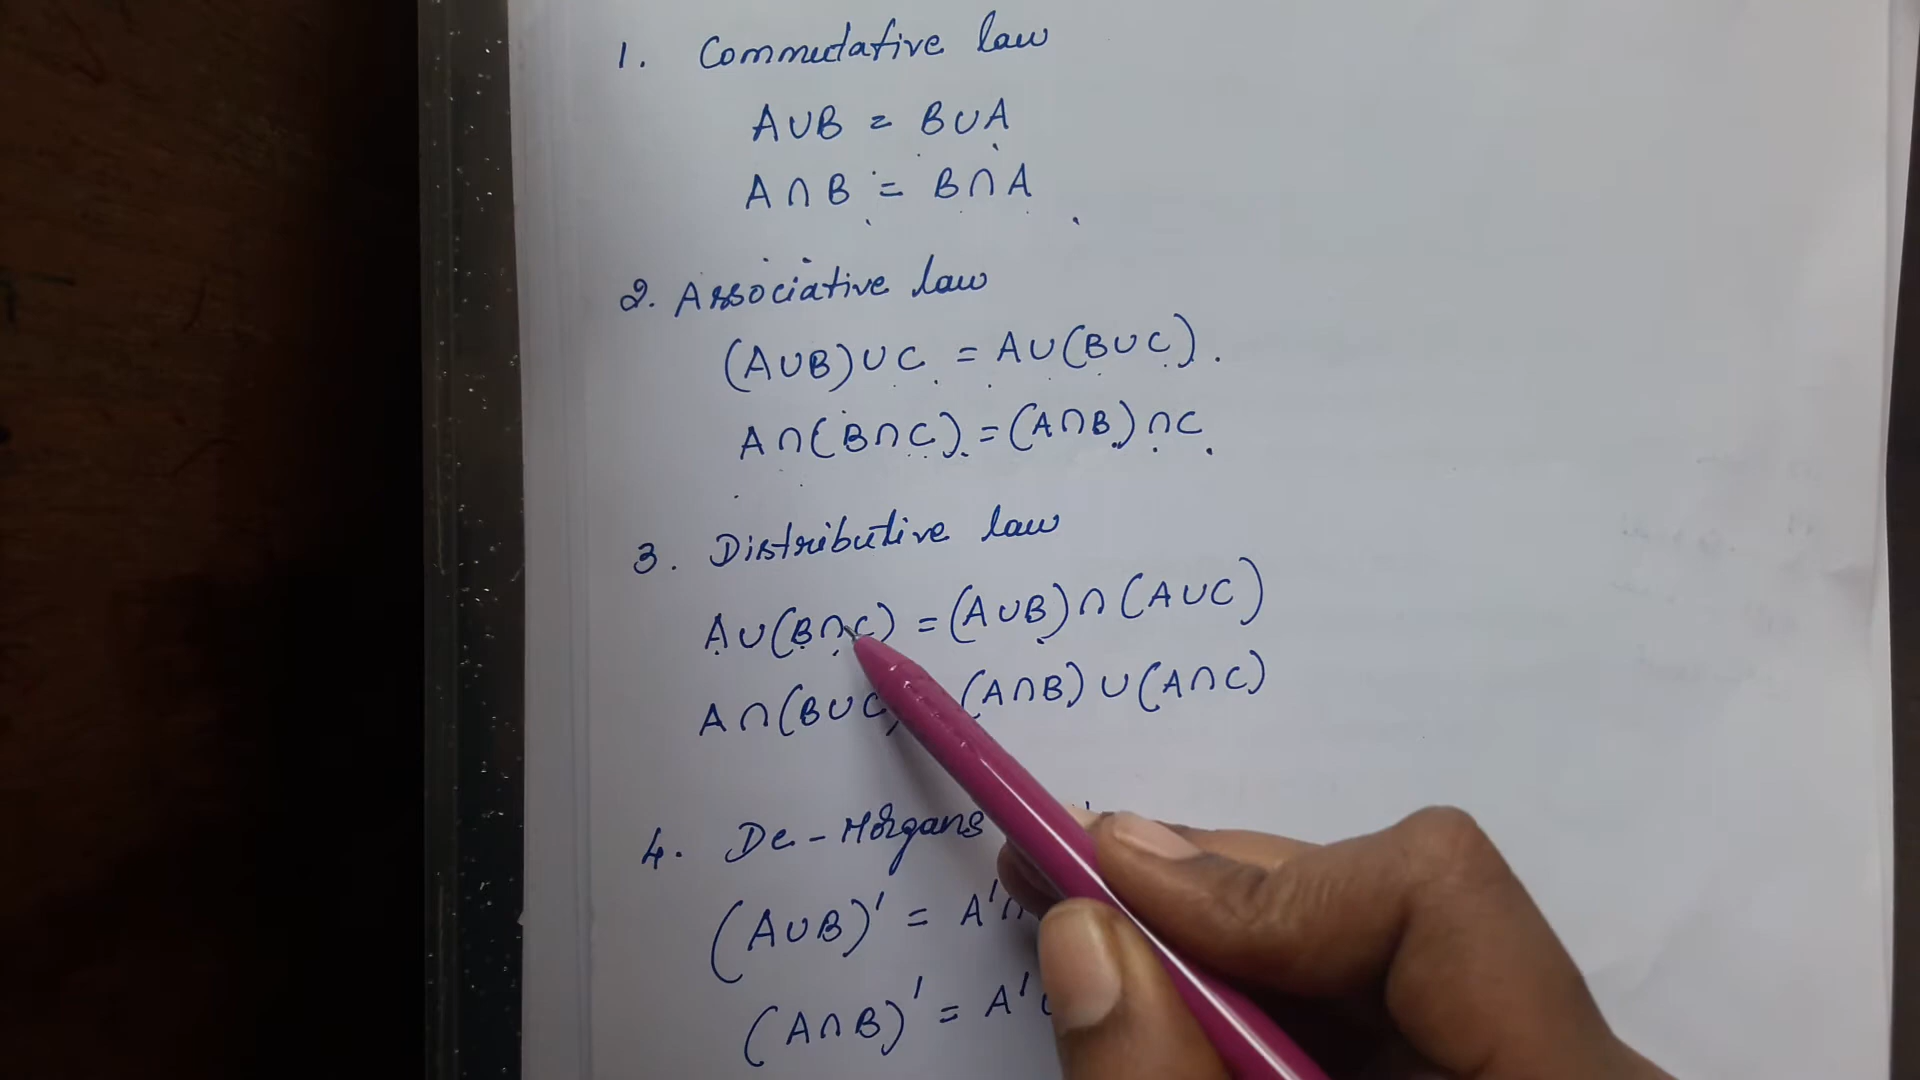 1. Commutative law
A∪B = B∪A
A∩B = B∩A
2. Associative law
(A∪B)∪C = A∪(B∪C).
A∩(B∩C) = (A∩B)∩C.
3. Distributive law
A∪(B∩C) = (A∪B)∩(A∪C)
A∩(B∪C (A∩B)∪(A∩C)
4. De-Morgans
(A∪B)' = A'∩
(A∩B)' = A'∪